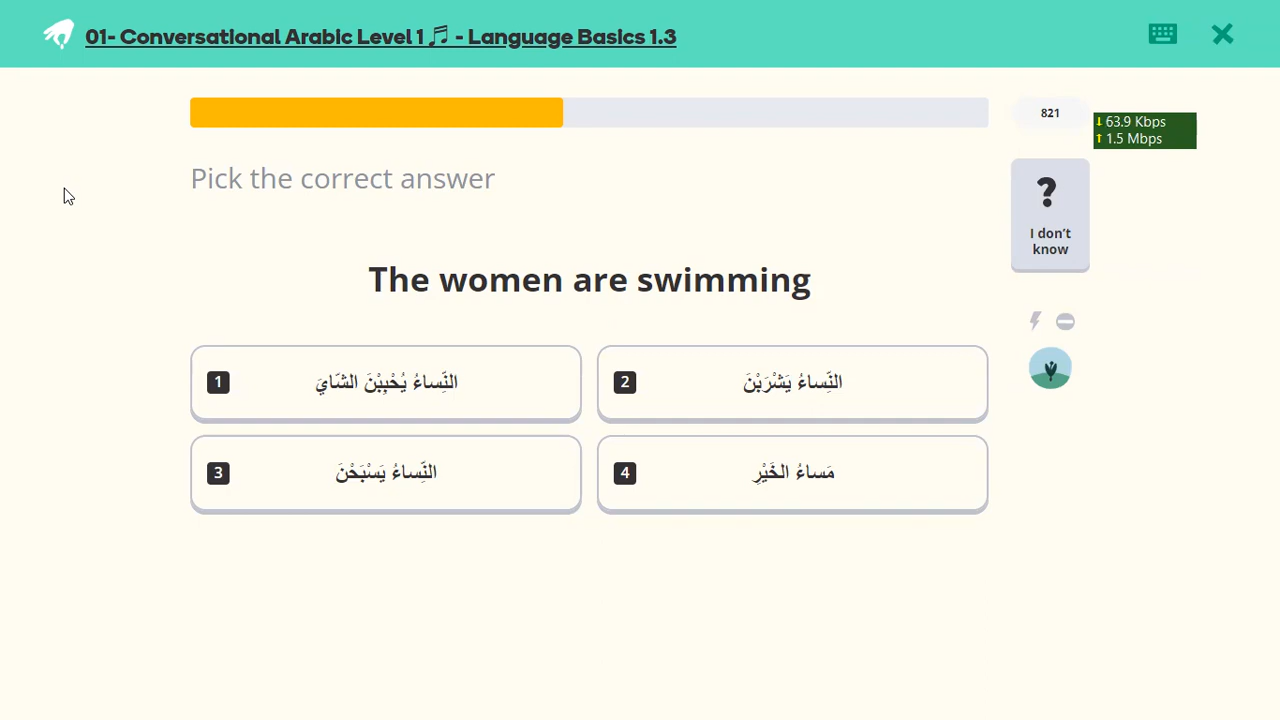 01- Conversational Arabic Level 1🎵 - Language Basics 1.3
821
↓ 63.9 Kbps
↑ 1.5 Mbps
Pick the correct answer
?
I don't
know
The women are swimming
1 النِّساءُ يُحْبِبْنَ الشّايَ
2 النِّساءُ يَشْرَبْنَ
3 النِّساءُ يَسْبَحْنَ
4 مَساءُ الخَيْرِ